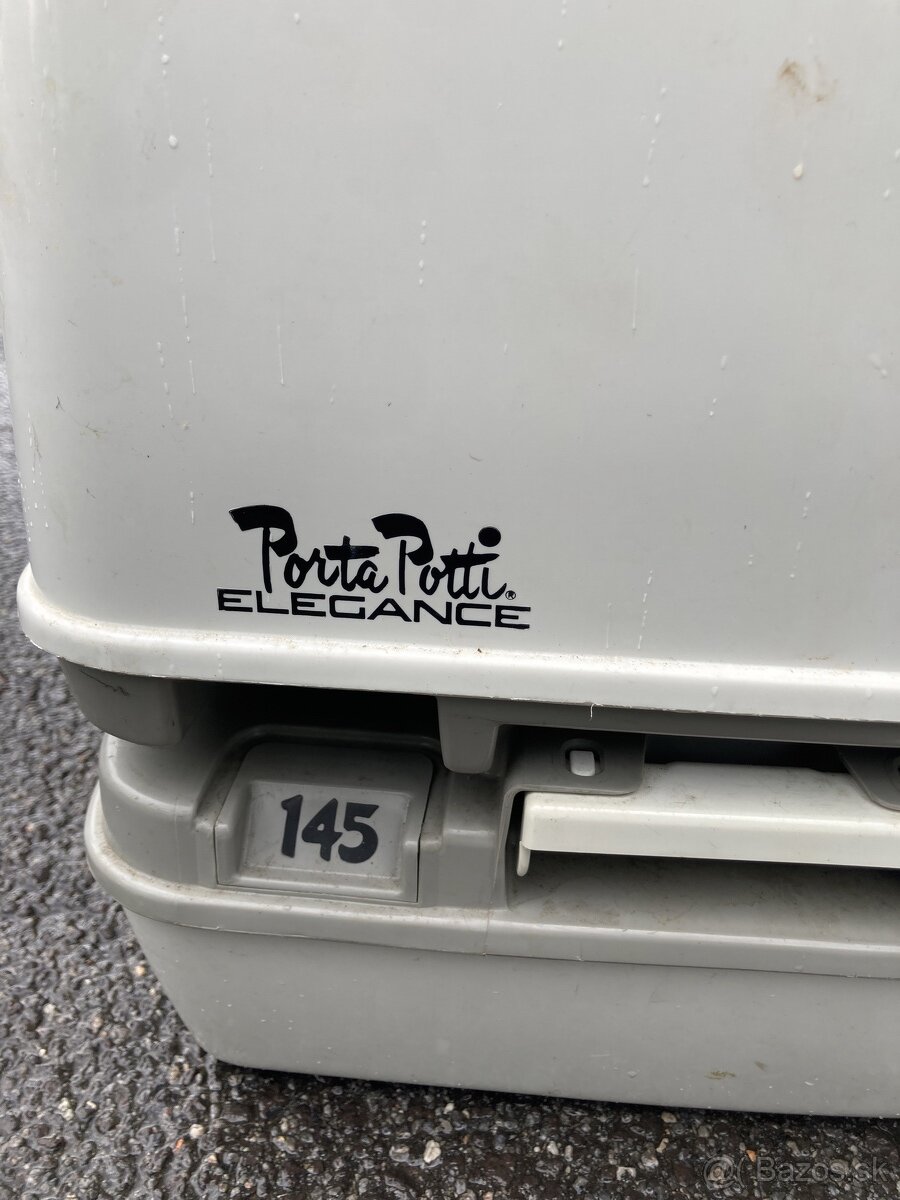 Porta Potti®
ELEGANCE
145
@ Bazos.sk